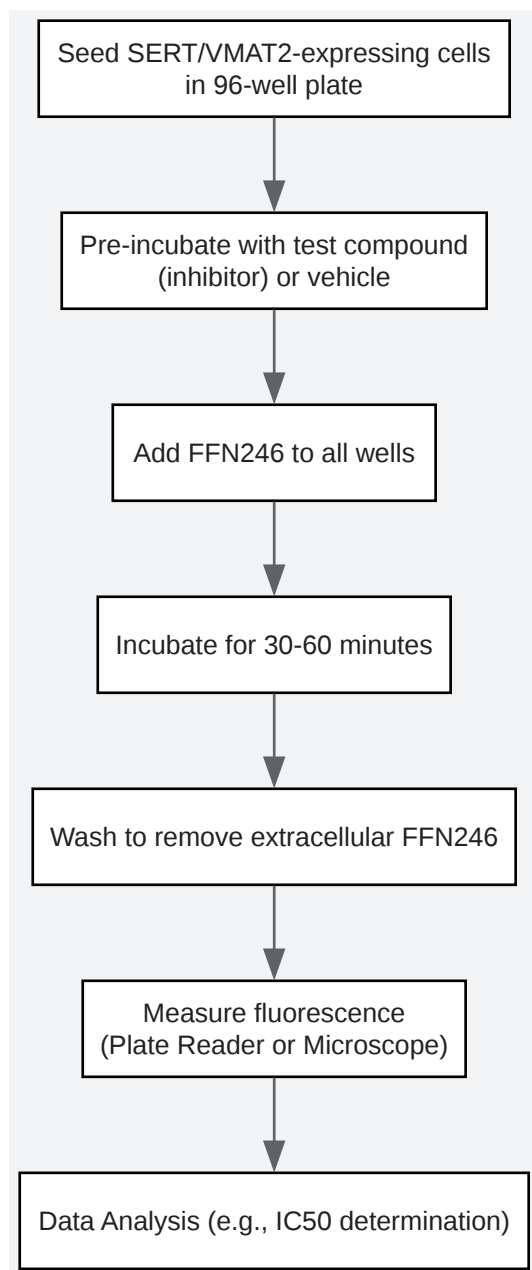 Seed SERT/VMAT2-expressing cells
in 96-well plate
Pre-incubate with test compound
(inhibitor) or vehicle
Add FFN246 to all wells
Incubate for 30-60 minutes
Wash to remove extracellular FFN246
Measure fluorescence
(Plate Reader or Microscope)
Data Analysis (e.g., IC50 determination)